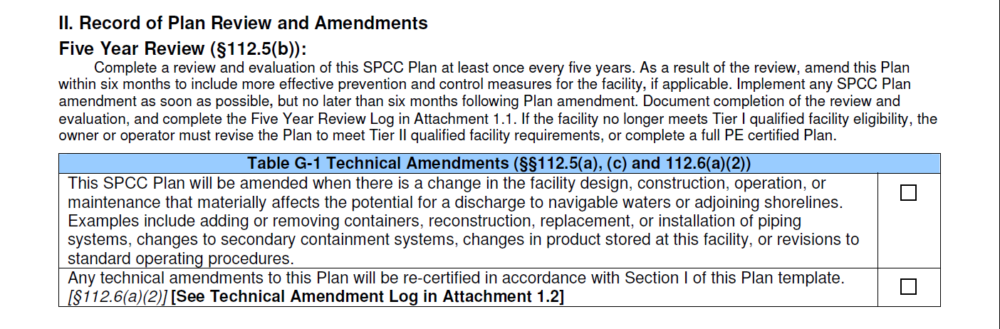 II. Record of Plan Review and Amendments
Five Year Review (§112.5(b)):
Complete a review and evaluation of this SPCC Plan at least once every five years. As a result of the review, amend this Plan
within six months to include more effective prevention and control measures for the facility, if applicable. Implement any SPCC Plan
amendment as soon as possible, but no later than six months following Plan amendment. Document completion of the review and
evaluation, and complete the Five Year Review Log in Attachment 1.1. If the facility no longer meets Tier I qualified facility eligibility, the
owner or operator must revise the Plan to meet Tier II qualified facility requirements, or complete a full PE certified Plan.
Table G-1 Technical Amendments (§§112.5(a), (c) and 112.6(a)(2))
This SPCC Plan will be amended when there is a change in the facility design, construction, operation, or
maintenance that materially affects the potential for a discharge to navigable waters or adjoining shorelines.
Examples include adding or removing containers, reconstruction, replacement, or installation of piping
systems, changes to secondary containment systems, changes in product stored at this facility, or revisions to
standard operating procedures.
Any technical amendments to this Plan will be re-certified in accordance with Section I of this Plan template.
[§112.6(a)(2)] [See Technical Amendment Log in Attachment 1.2]